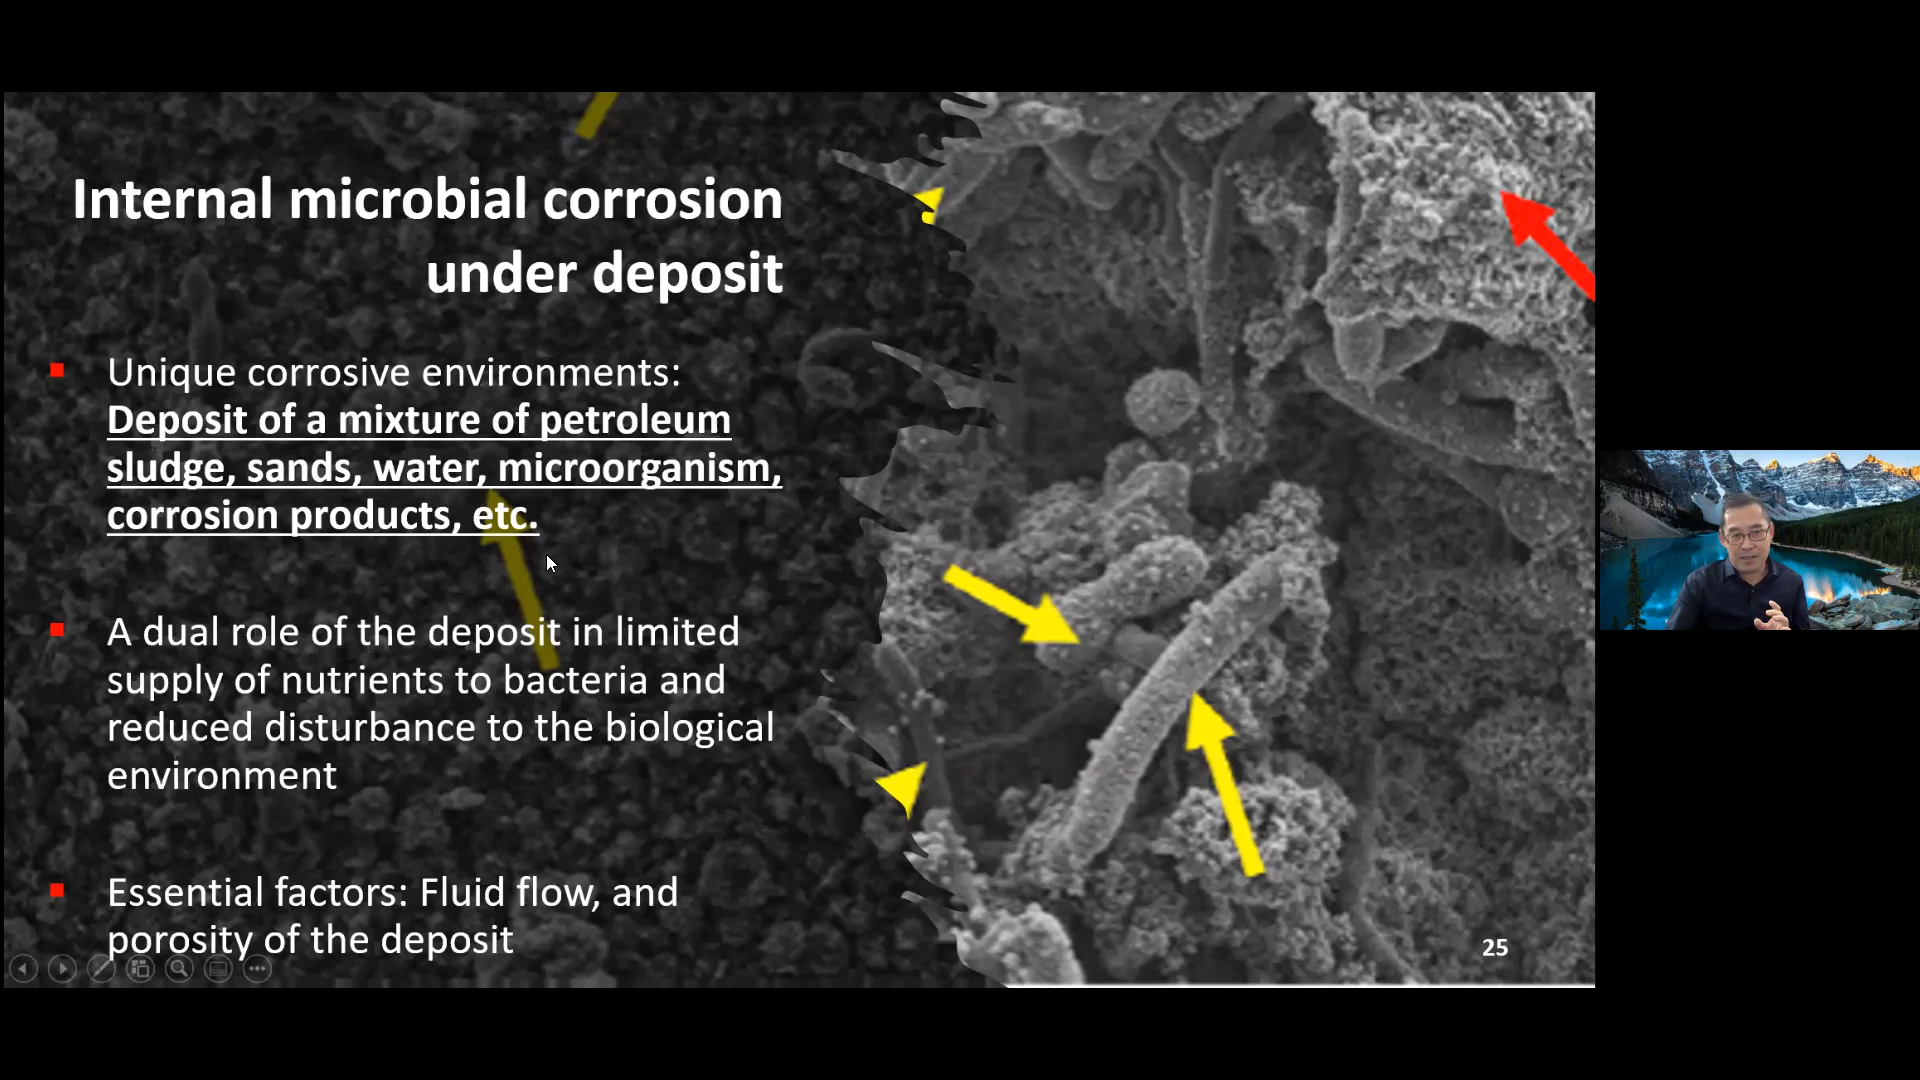 Internal microbial corrosion
under deposit
Unique corrosive environments:
Deposit of a mixture of petroleum
sludge, sands, water, microorganism,
corrosion products, etc.
A dual role of the deposit in limited
supply of nutrients to bacteria and
reduced disturbance to the biological
environment
Essential factors: Fluid flow, and
porosity of the deposit
25